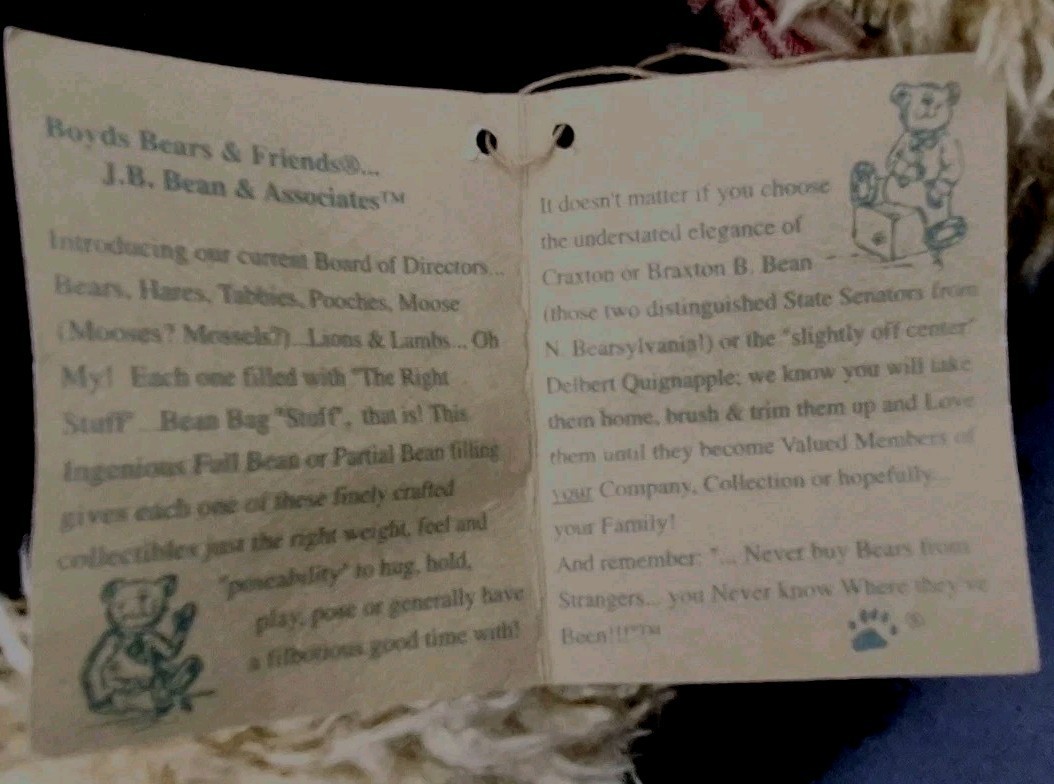 Boyds Bears & Friends®...
J.B. Bean & Associates™
Introducing our current Board of Directors...
Bears, Hares, Tabbies, Pooches, Moose
(Mooses? Meesels?)...Lions & Lambs... Oh
My! Each one filled with "The Right
Stuff"...Bean Bag "Stuff", that is! This
Ingenious Full Bean or Partial Bean filling
gives each one of these finely crafted
collectibles just the right weight, feel and
"poseability" to hug, hold,
play, pose or generally have
a filbotious good time with!
It doesn't matter if you choose
the understated elegance of
Craxton or Braxton B. Bean
(those two distinguished State Senators from
N. Bearsylvania!) or the "slightly off center"
Delbert Quignapple; we know you will take
them home, brush & trim them up and Love
them until they become Valued Members of
your Company, Collection or hopefully
your Family!
And remember: "... Never buy Bears from
Strangers... you Never know Where they've
Been!!!"™
®